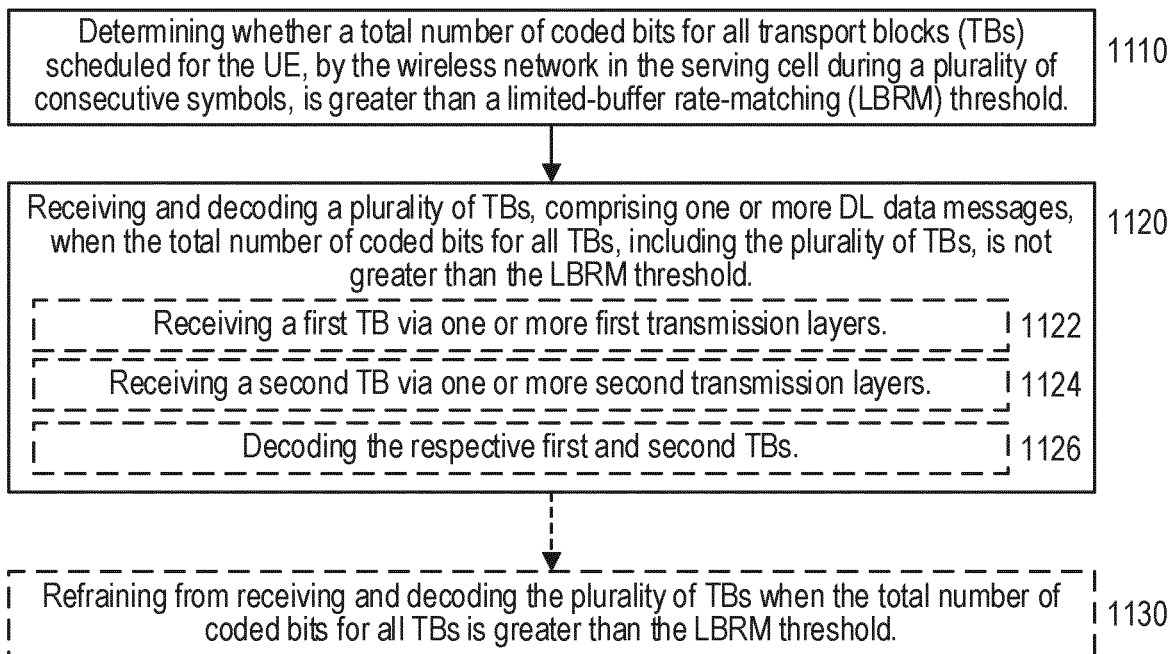 Determining whether a total number of coded bits for all transport blocks (TBs)
scheduled for the UE, by the wireless network in the serving cell during a plurality of
consecutive symbols, is greater than a limited-buffer rate-matching (LBRM) threshold.
1110
Receiving and decoding a plurality of TBs, comprising one or more DL data messages,
when the total number of coded bits for all TBs, including the plurality of TBs, is not
greater than the LBRM threshold.
1120
Receiving a first TB via one or more first transmission layers.
1122
Receiving a second TB via one or more second transmission layers.
1124
Decoding the respective first and second TBs.
1126
Refraining from receiving and decoding the plurality of TBs when the total number of
coded bits for all TBs is greater than the LBRM threshold.
1130